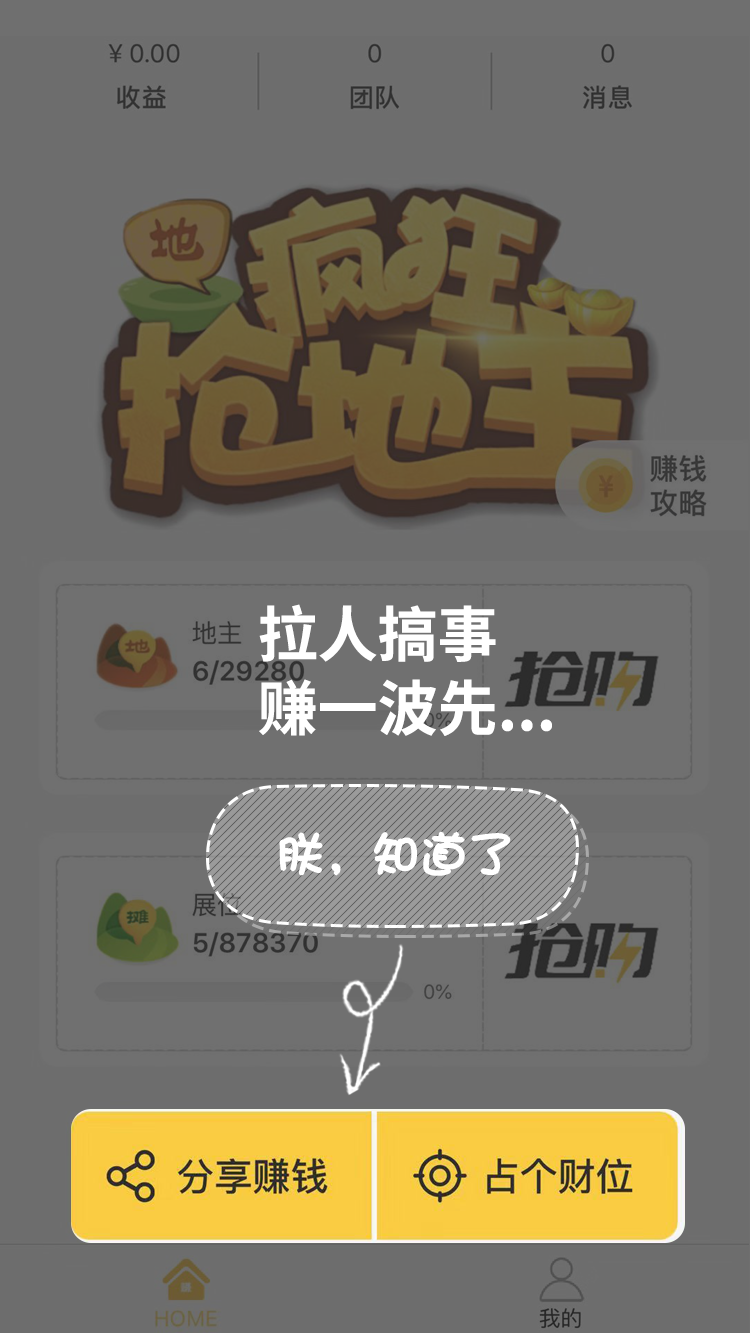 ¥ 0.00
0
0
收益
团队
消息
地
疯狂
抢地主
¥
赚钱
攻略
地
地主
6/29280
0%
抢购
拉人搞事
赚一波先...
朕，知道了
摊
展位
5/878370
0%
抢购
分享赚钱
占个财位
HOME
我的